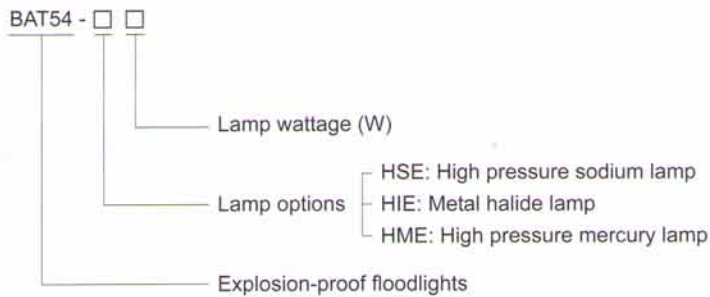 BAT54 - □ □
Lamp wattage (W)
HSE: High pressure sodium lamp
Lamp options
HIE: Metal halide lamp
HME: High pressure mercury lamp
Explosion-proof floodlights